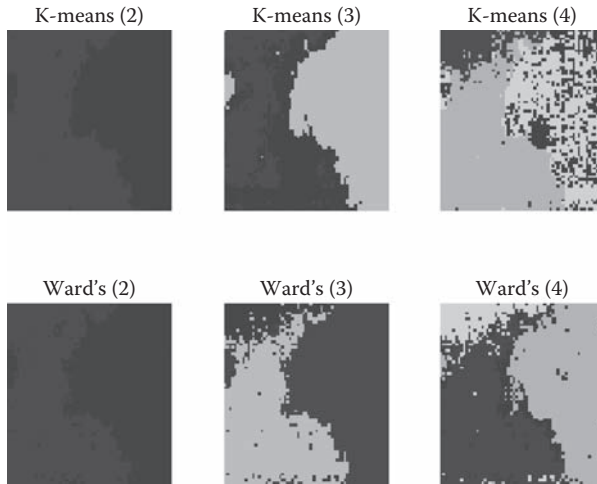 K-means (2)
K-means (3)
K-means (4)
Ward's (2)
Ward's (3)
Ward's (4)